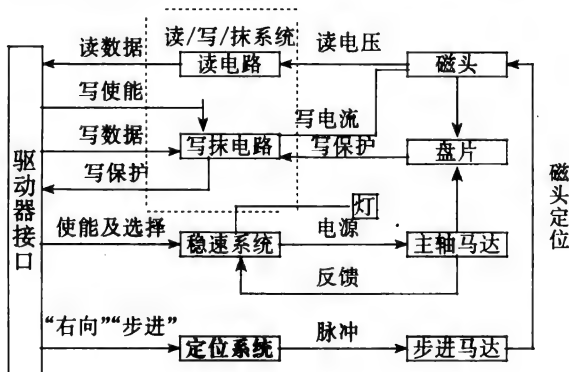 读/写/抹系统
读数据
读电压
读电路
磁头
写使能
写电流
写数据
写抹电路
写保护
盘片
写保护
驱动器接口
磁头定位
灯
使能及选择
稳速系统
电源
主轴马达
反馈
“右向”“步进”
定位系统
脉冲
步进马达